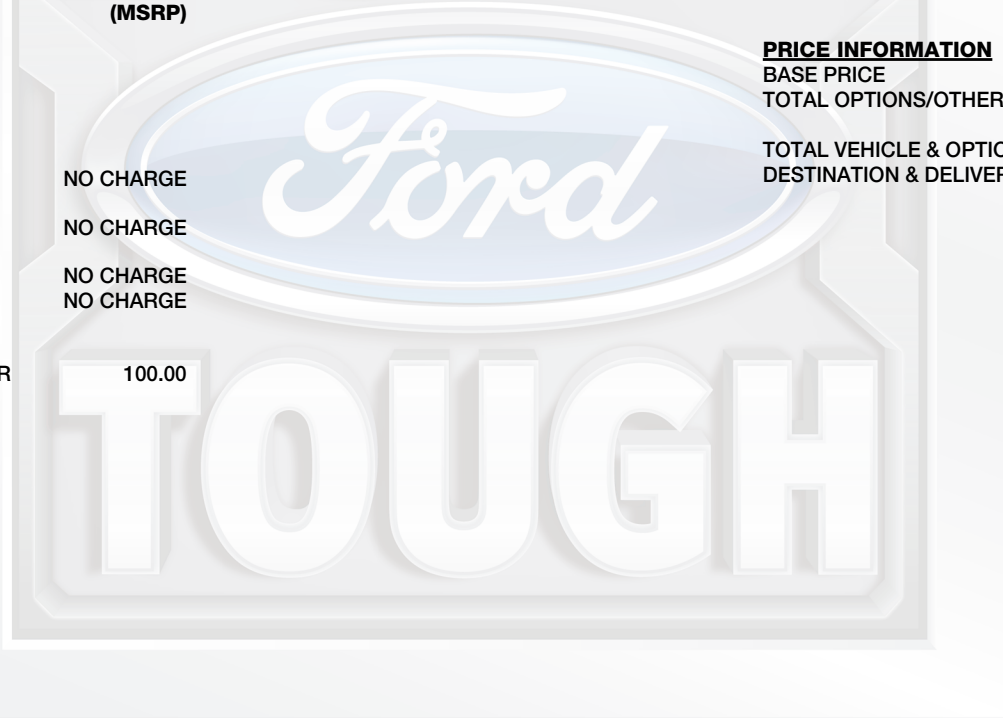 (MSRP)
NO CHARGE
NO CHARGE
NO CHARGE
NO CHARGE
R 100.00
PRICE INFORMATION
BASE PRICE
TOTAL OPTIONS/OTHER
TOTAL VEHICLE & OPTIO
DESTINATION & DELIVER
Ford
TOUGH